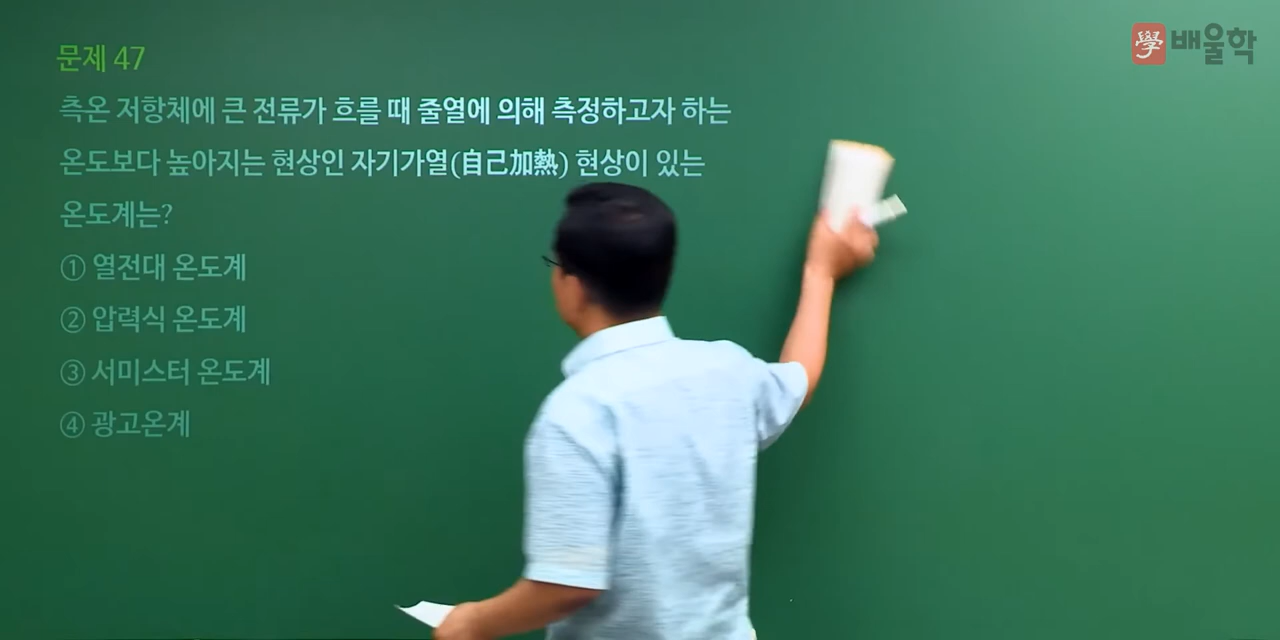 學 배울학
문제 47
측온 저항체에 큰 전류가 흐를 때 줄열에 의해 측정하고자 하는
온도보다 높아지는 현상인 자기가열(自己加熱) 현상이 있는
온도계는?
① 열전대 온도계
② 압력식 온도계
③ 서미스터 온도계
④ 광고온계